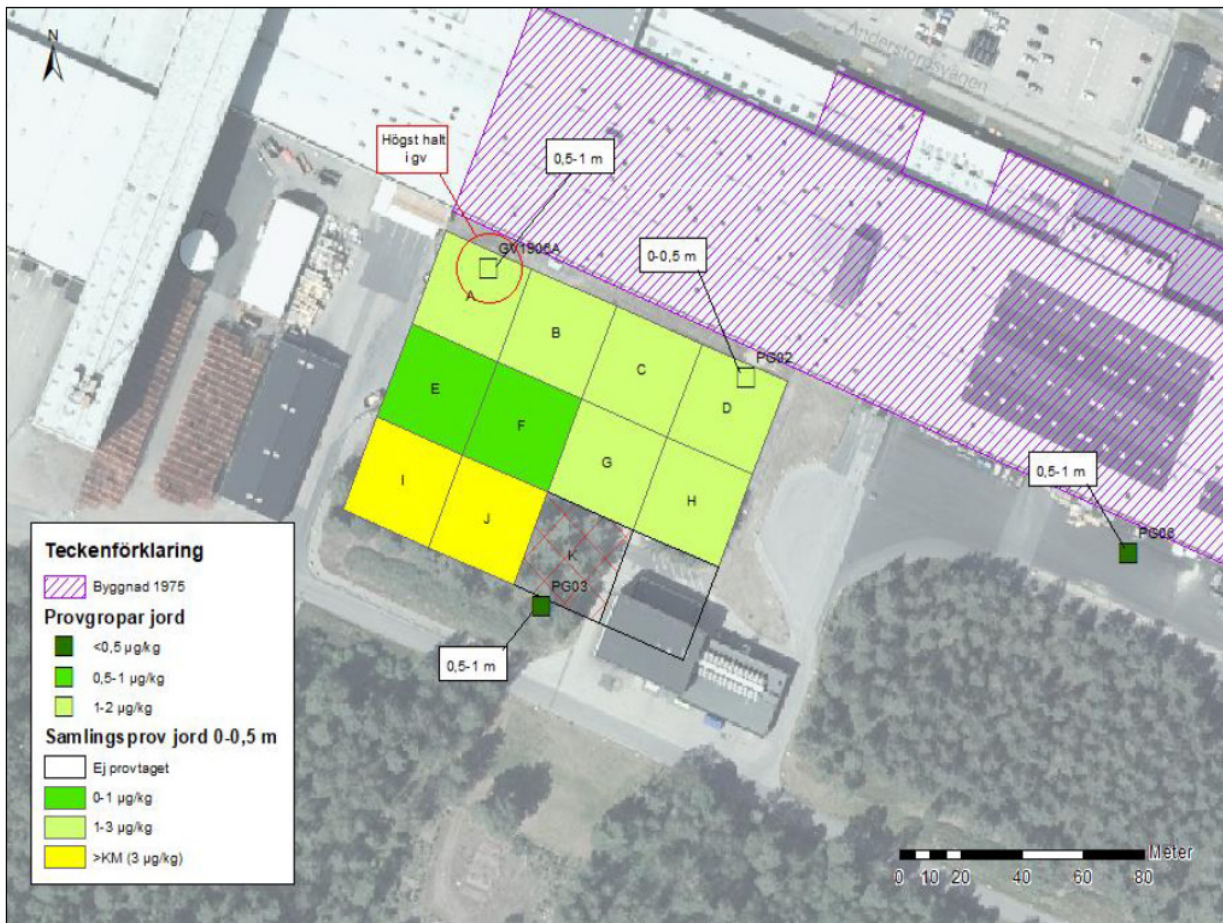 N
Anderstorpsvägen
Högst halt
i gv
0,5-1 m
GV1906A
0-0,5 m
PG02
A
B
C
D
E
F
G
H
0,5-1 m
I
J
K
PG03
0,5-1 m
Teckenförklaring
Byggnad 1975
Provgropar jord
<0,5 µg/kg
0,5-1 µg/kg
1-2 µg/kg
Samlingsprov jord 0-0,5 m
Ej provtaget
0-1 µg/kg
1-3 µg/kg
>KM (3 µg/kg)
Meter
0 10 20 40 60 80